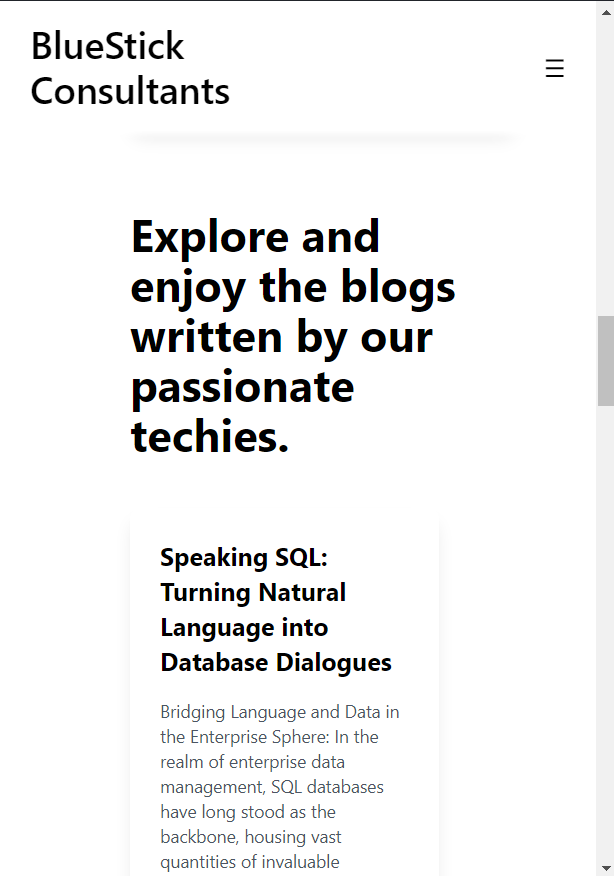 BlueStick
Consultants
Explore and
enjoy the blogs
written by our
passionate
techies.
Speaking SQL:
Turning Natural
Language into
Database Dialogues
Bridging Language and Data in
the Enterprise Sphere: In the
realm of enterprise data
management, SQL databases
have long stood as the
backbone, housing vast
quantities of invaluable